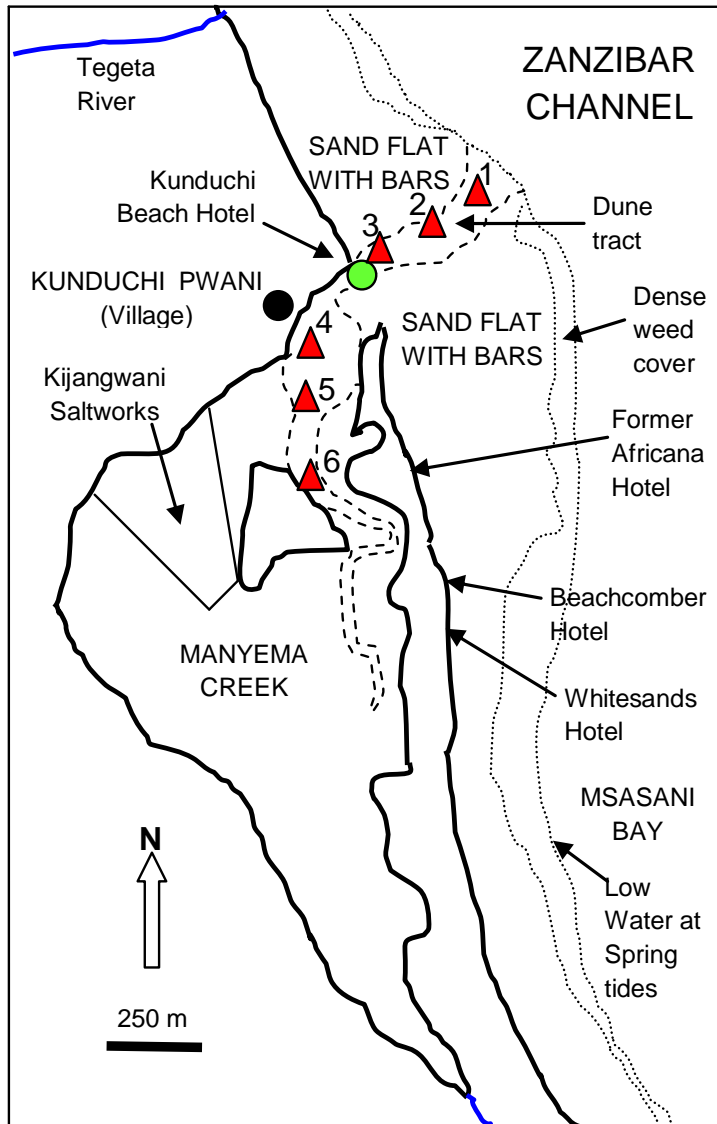 Tegeta
River
ZANZIBAR
CHANNEL
SAND FLAT
WITH BARS
1
2
3
Kunduchi
Beach Hotel
Dune
tract
KUNDUCHI PWANI
(Village)
4
SAND FLAT
WITH BARS
Dense
weed
cover
Kijangwani
Saltworks
5
6
Former
Africana
Hotel
Beachcomber
Hotel
MANYEMA
CREEK
Whitesands
Hotel
MSASANI
BAY
N
Low
Water at
Spring
tides
250 m